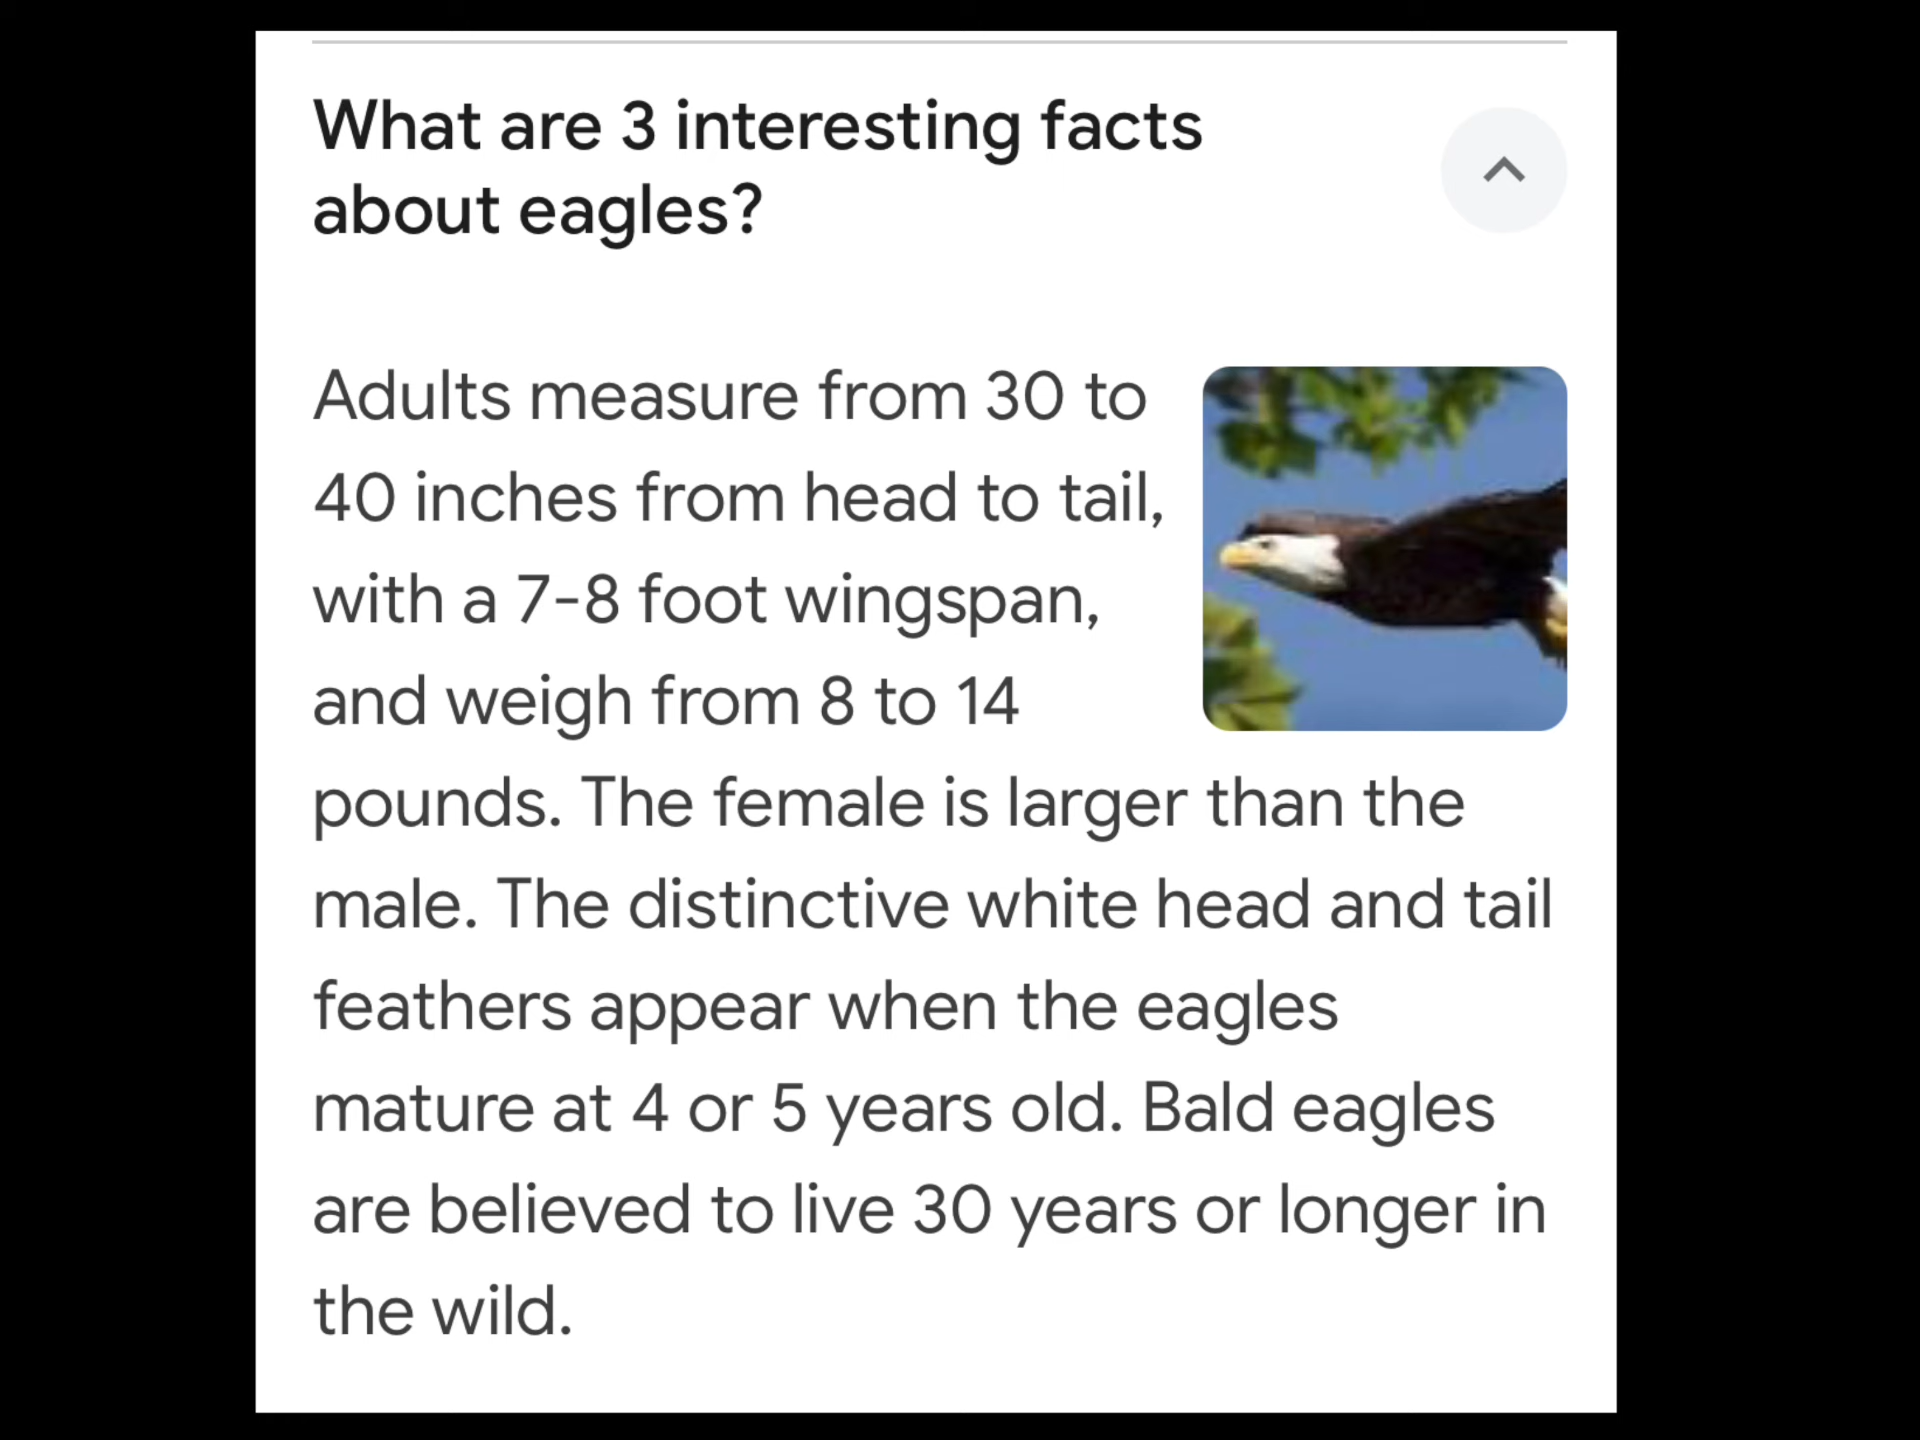 What are 3 interesting facts
about eagles?
Adults measure from 30 to
40 inches from head to tail,
with a 7-8 foot wingspan,
and weigh from 8 to 14
pounds. The female is larger than the
male. The distinctive white head and tail
feathers appear when the eagles
mature at 4 or 5 years old. Bald eagles
are believed to live 30 years or longer in
the wild.